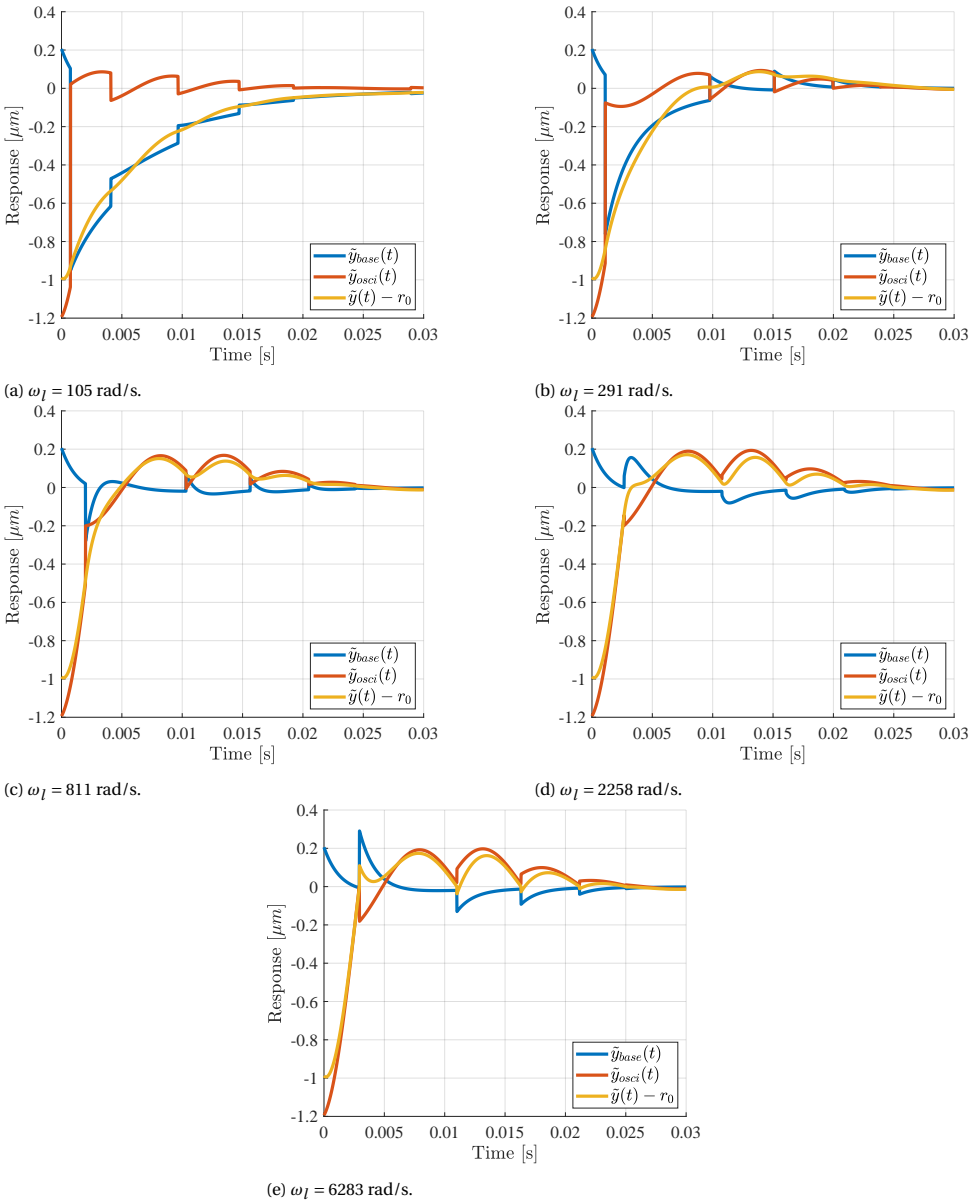 0.4
0.2
0
-0.2
-0.4
-0.6
-0.8
-1
-1.2
Response [μm]
0 0.005 0.01 0.015 0.02 0.025 0.03
Time [s]
ỹbase(t)
ỹosci(t)
ỹ(t) − r0
(a) ωl = 105 rad/s.
0.4
0.2
0
-0.2
-0.4
-0.6
-0.8
-1
-1.2
Response [μm]
0 0.005 0.01 0.015 0.02 0.025 0.03
Time [s]
ỹbase(t)
ỹosci(t)
ỹ(t) − r0
(b) ωl = 291 rad/s.
0.4
0.2
0
-0.2
-0.4
-0.6
-0.8
-1
-1.2
Response [μm]
0 0.005 0.01 0.015 0.02 0.025 0.03
Time [s]
ỹbase(t)
ỹosci(t)
ỹ(t) − r0
(c) ωl = 811 rad/s.
0.4
0.2
0
-0.2
-0.4
-0.6
-0.8
-1
-1.2
Response [μm]
0 0.005 0.01 0.015 0.02 0.025 0.03
Time [s]
ỹbase(t)
ỹosci(t)
ỹ(t) − r0
(d) ωl = 2258 rad/s.
0.4
0.2
0
-0.2
-0.4
-0.6
-0.8
-1
-1.2
Response [μm]
0 0.005 0.01 0.015 0.02 0.025 0.03
Time [s]
ỹbase(t)
ỹosci(t)
ỹ(t) − r0
(e) ωl = 6283 rad/s.